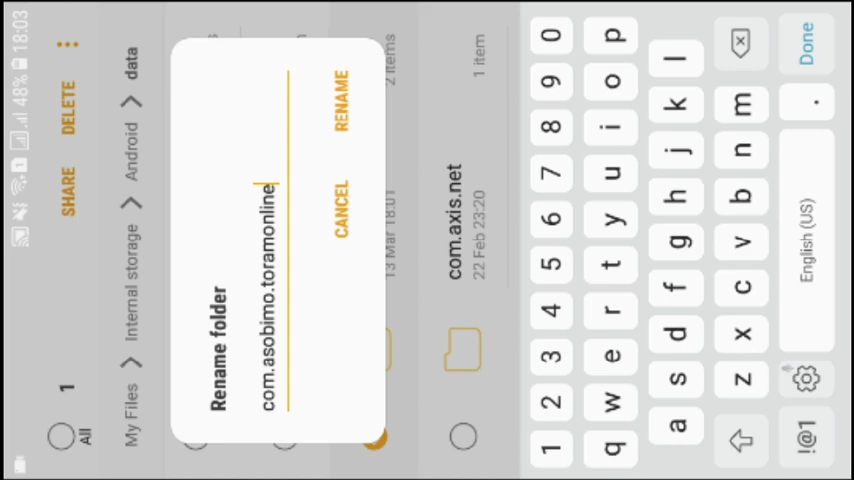 48% 18:03
SHARE DELETE
1
All
My Files > Internal storage > Android > data
Rename folder
com.asobimo.toramonline
CANCEL RENAME
13 Mar 18:01
2 items
com.axis.net
22 Feb 23:20
1 item
1 2 3 4 5 6 7 8 9 0
q w e r t y u i o p
a s d f g h j k l
z x c v b n m
!@1
English (US)
.
Done